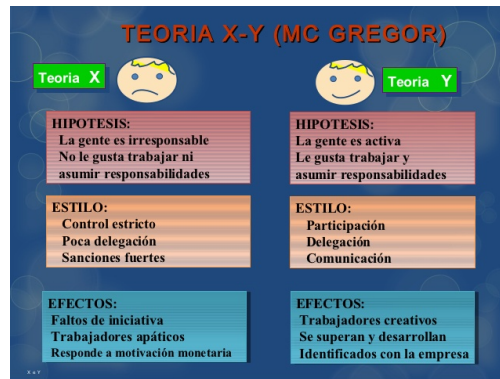 TEORIA X-Y (MC GREGOR)
Teoria X
HIPOTESIS:
La gente es irresponsable
No le gusta trabajar ni
asumir responsabilidades
ESTILO:
Control estricto
Poca delegación
Sanciones fuertes
EFECTOS:
Faltos de iniciativa
Trabajadores apáticos
Responde a motivación monetaria
Teoria Y
HIPOTESIS:
La gente es activa
Le gusta trabajar y
asumir responsabilidades
ESTILO:
Participación
Delegación
Comunicación
EFECTOS:
Trabajadores creativos
Se superan y desarrollan
Identificados con la empresa
X e Y